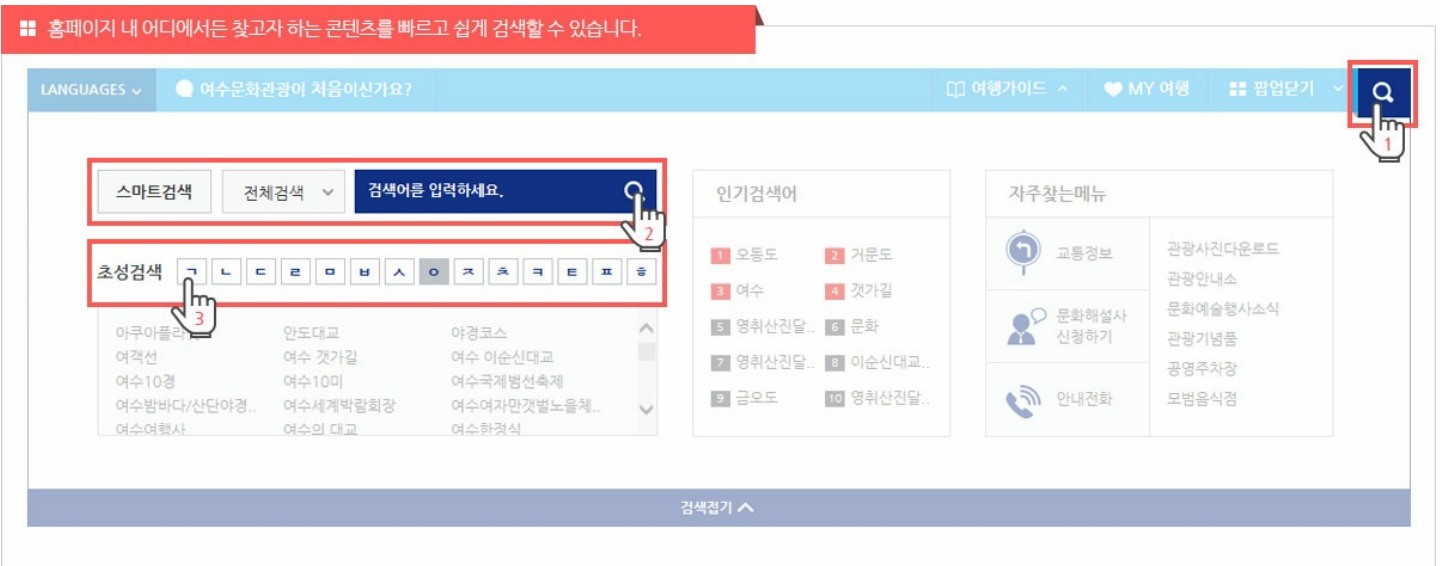 홈페이지 내 어디에서든 찾고자 하는 콘텐츠를 빠르고 쉽게 검색할 수 있습니다.
LANGUAGES 여수문화관광이 처음이신가요? 여행가이드 MY 여행 팝업닫기
1
스마트검색 전체검색 검색어를 입력하세요.
2
초성검색 ㄱ ㄴ ㄷ ㄹ ㅁ ㅂ ㅅ ㅇ ㅈ ㅊ ㅋ ㅌ ㅍ ㅎ
3
아쿠아플라 안도대교 야경코스
여객선 여수 갯가길 여수 이순신대교
여수10경 여수10미 여수국제범선축제
여수밤바다/산단야경.. 여수세계박람회장 여수여자만갯벌노을체..
여수여행사 여수의 대교 여수한정식
인기검색어
1 오동도 2 거문도
3 여수 4 갯가길
5 영취산진달.. 6 문화
7 영취산진달.. 8 이순신대교..
9 금오도 10 영취산진달..
자주찾는메뉴
교통정보
문화해설사
신청하기
안내전화
관광사진다운로드
관광안내소
문화예술행사소식
관광기념품
공영주차장
모범음식점
검색접기